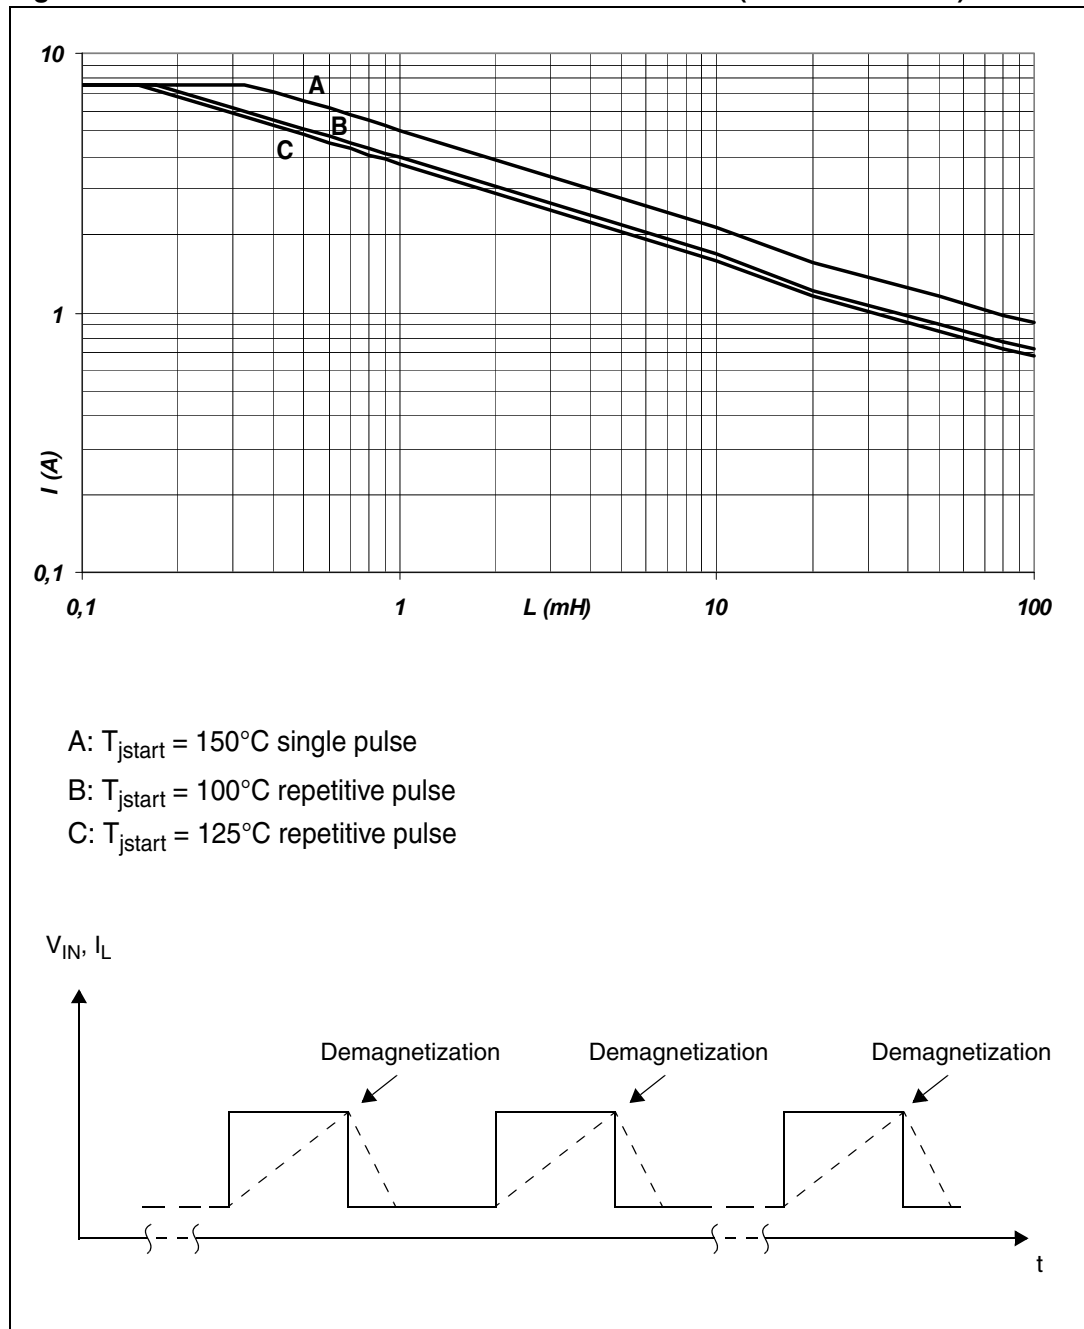 10
A
B
C
1
I (A)
0,1
0,1 1 L (mH) 10 100
A: Tjstart = 150°C single pulse
B: Tjstart = 100°C repetitive pulse
C: Tjstart = 125°C repetitive pulse
VIN, IL
Demagnetization Demagnetization Demagnetization
t